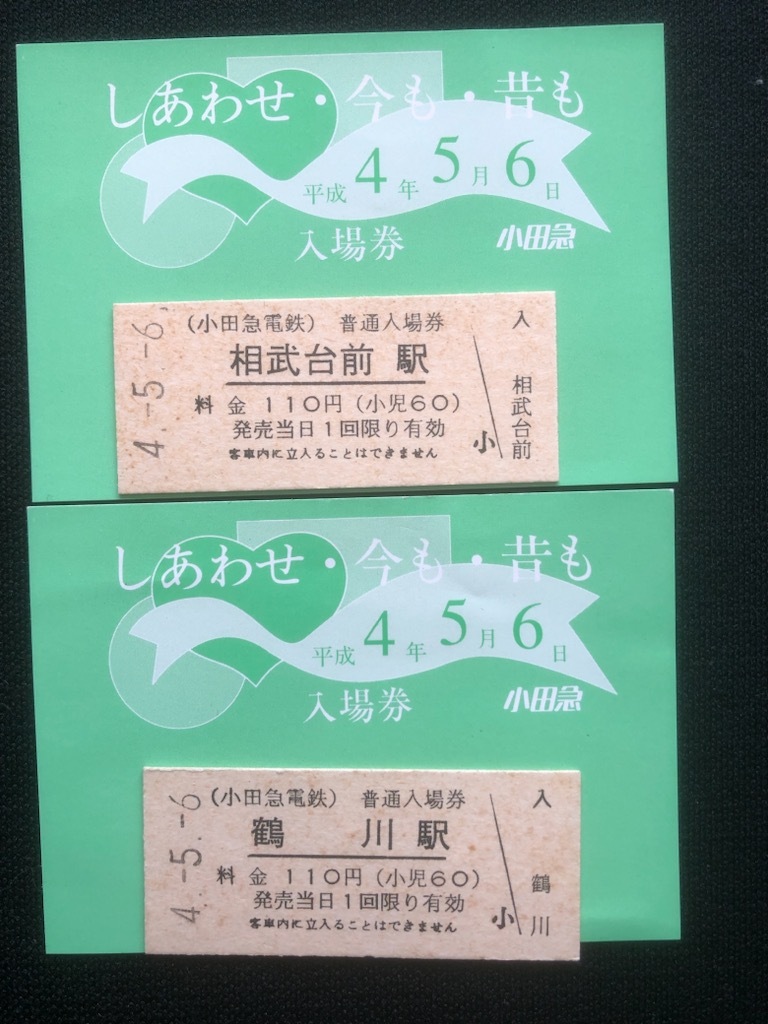 しあわせ・今も・昔も
平成4年5月6日
入場券 小田急
4.-5.-6.
(小田急電鉄) 普通入場券
相武台前 駅
料金110円(小児60)
発売当日1回限り有効
客車内に立入ることはできません
入
相武台前
小
しあわせ・今も・昔も
平成4年5月6日
入場券 小田急
4.-5.-6
(小田急電鉄) 普通入場券
鶴 川駅
料金110円(小児60)
発売当日1回限り有効
客車内に立入ることはできません
入
鶴川
小